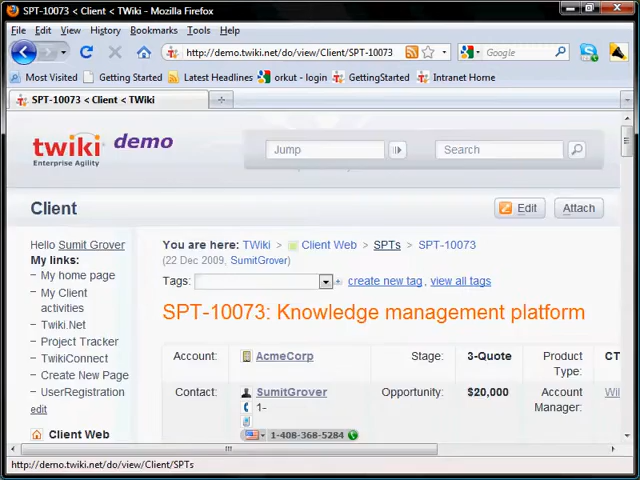 SPT-10073 < Client < TWiki - Mozilla Firefox
File Edit View History Bookmarks Tools Help
http://demo.twiki.net/do/view/Client/SPT-10073 Google
Most Visited Getting Started Latest Headlines orkut - login GettingStarted Intranet Home
SPT-10073 < Client < TWiki
twiki demo
Enterprise Agility
Jump Search
Client Edit Attach
Hello Sumit Grover
My links:
My home page
My Client
activities
Twiki.Net
Project Tracker
TwikiConnect
Create New Page
UserRegistration
edit
Client Web
You are here: TWiki > Client Web > SPTs > SPT-10073
(22 Dec 2009, SumitGrover)
Tags: + create new tag, view all tags
SPT-10073: Knowledge management platform
Account: AcmeCorp Stage: 3-Quote Product
Type: CT
Contact: SumitGrover Opportunity: $20,000 Account
Manager: Wil
1-
1-408-368-5284
http://demo.twiki.net/do/view/Client/SPTs